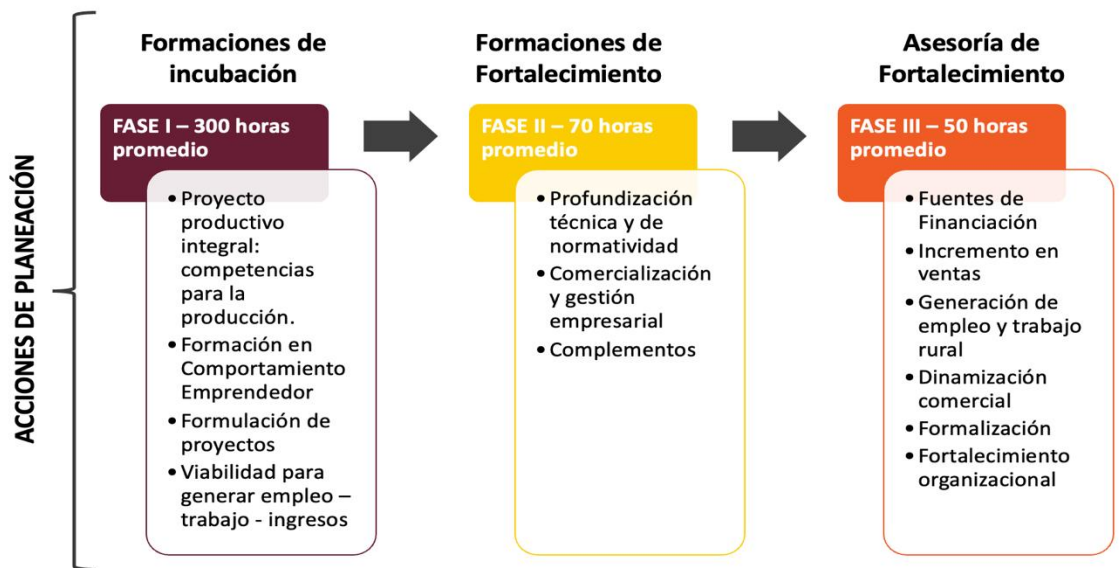 ACCIONES DE PLANEACIÓN
Formaciones de
incubación
FASE I – 300 horas
promedio
• Proyecto
productivo
integral:
competencias
para la
producción.
• Formación en
Comportamiento
Emprendedor
• Formulación de
proyectos
• Viabilidad para
generar empleo –
trabajo - ingresos
Formaciones de
Fortalecimiento
FASE II – 70 horas
promedio
• Profundización
técnica y de
normatividad
• Comercialización
y gestión
empresarial
• Complementos
Asesoría de
Fortalecimiento
FASE III – 50 horas
promedio
• Fuentes de
Financiación
• Incremento en
ventas
• Generación de
empleo y trabajo
rural
• Dinamización
comercial
• Formalización
• Fortalecimiento
organizacional